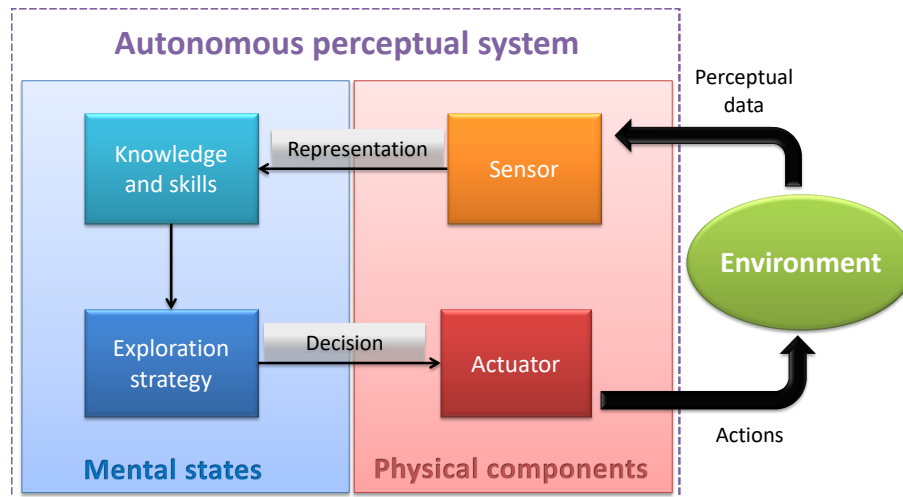 Autonomous perceptual system
Perceptual
data
Knowledge
and skills
Representation
Sensor
Environment
Exploration
strategy
Decision
Actuator
Actions
Mental states
Physical components